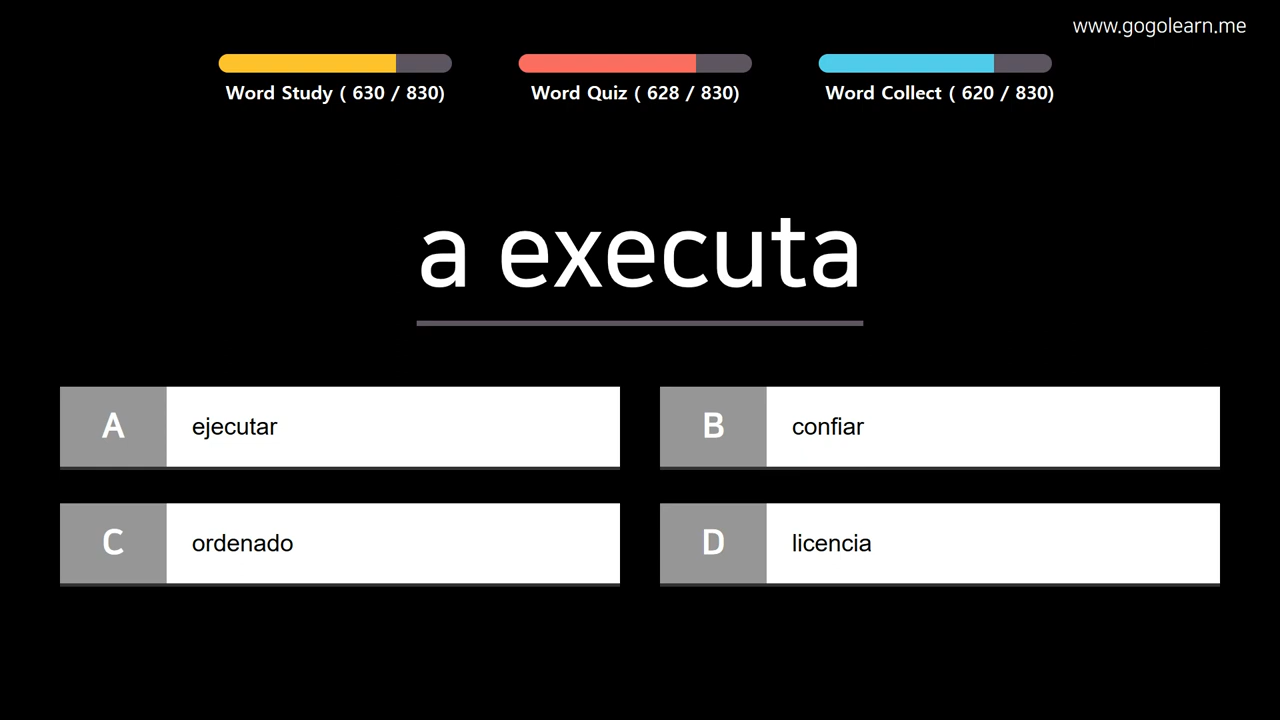 www.gogolearn.me
Word Study ( 630 / 830)
Word Quiz ( 628 / 830)
Word Collect ( 620 / 830)
a executa
A ejecutar
B confiar
C ordenado
D licencia